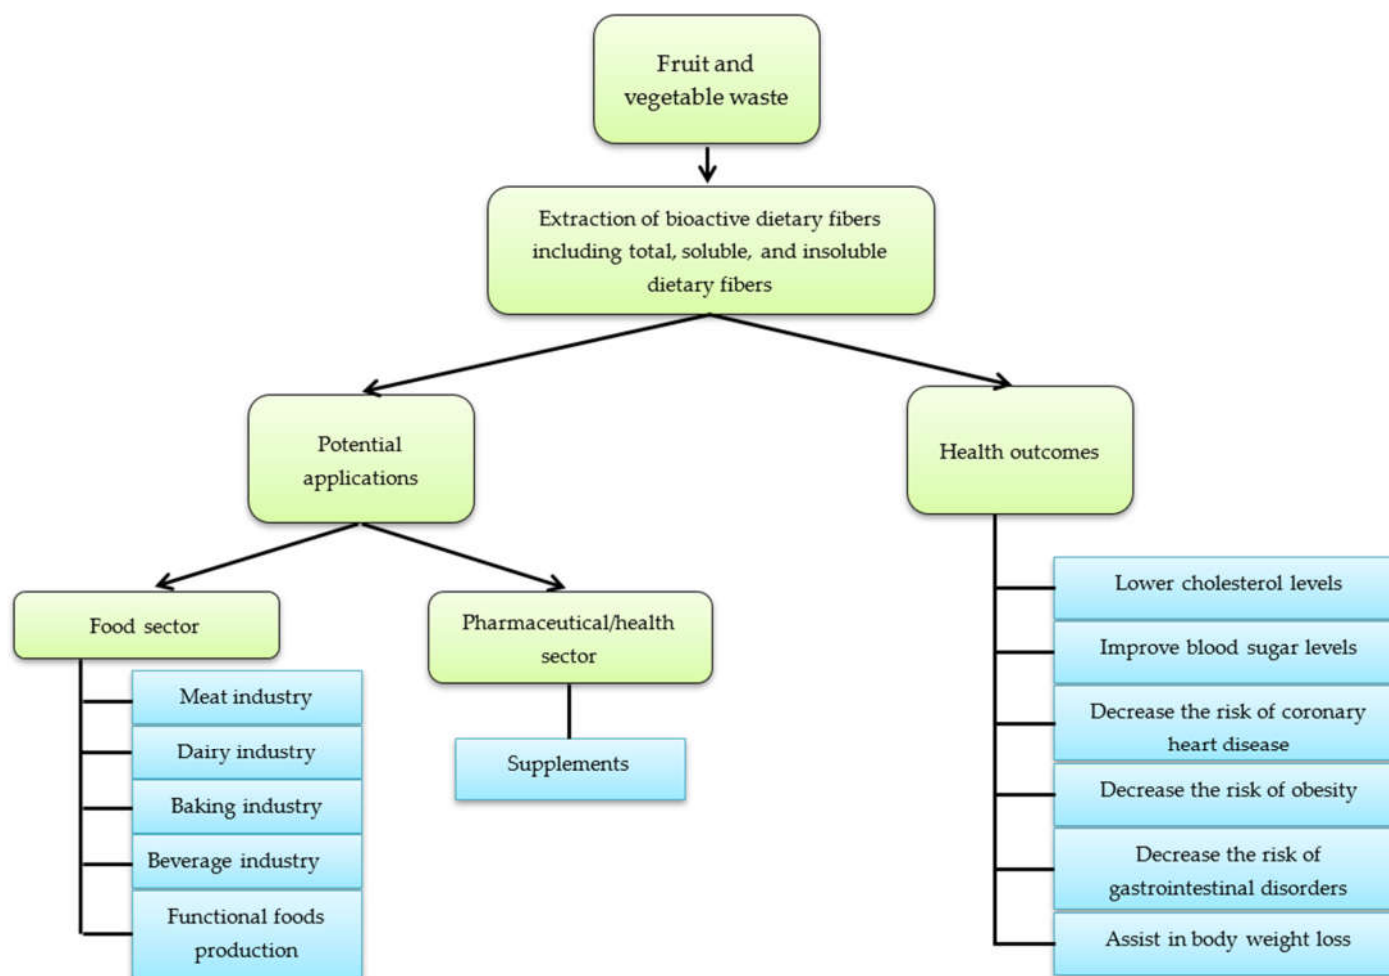 Fruit and
vegetable waste
Extraction of bioactive dietary fibers
including total, soluble, and insoluble
dietary fibers
Potential
applications
Health outcomes
Food sector
Pharmaceutical/health
sector
Meat industry
Dairy industry
Baking industry
Beverage industry
Functional foods
production
Supplements
Lower cholesterol levels
Improve blood sugar levels
Decrease the risk of coronary
heart disease
Decrease the risk of obesity
Decrease the risk of
gastrointestinal disorders
Assist in body weight loss